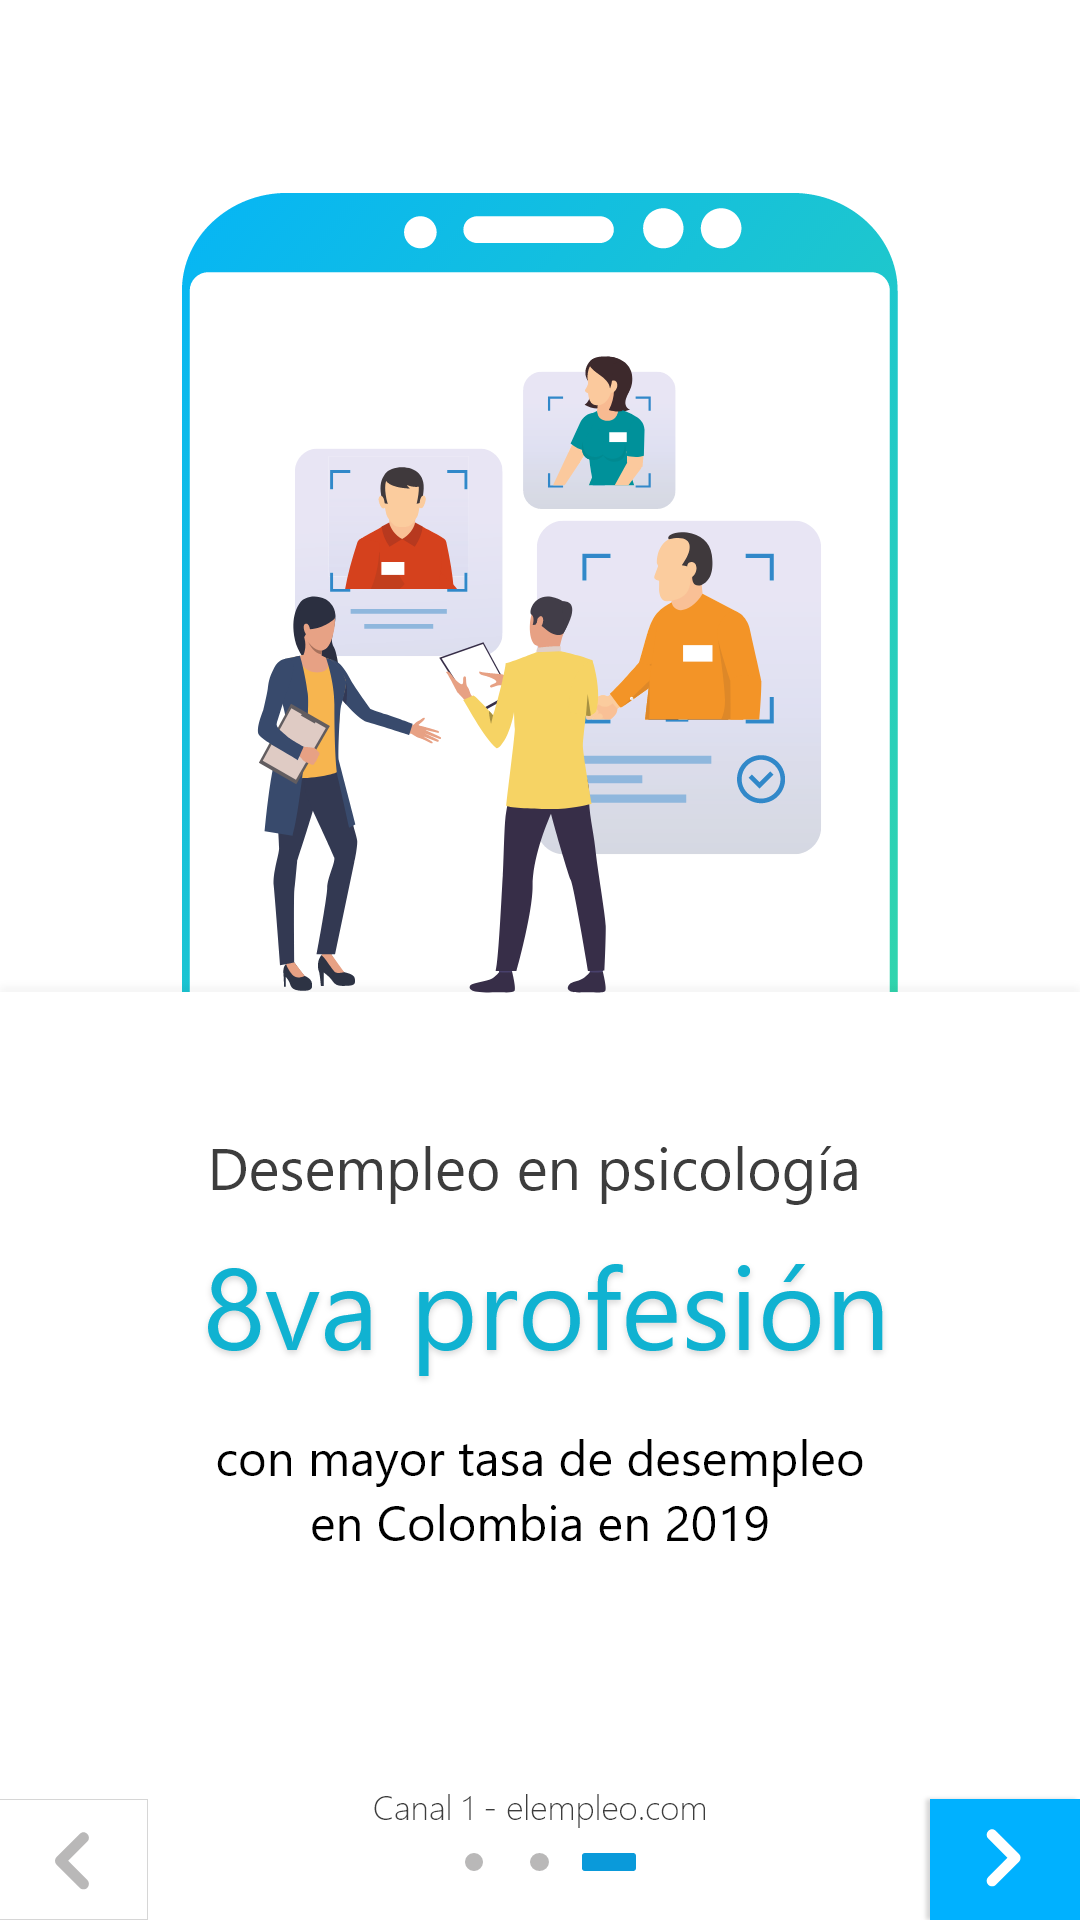 Desempleo en psicología
8va profesión
con mayor tasa de desempleo
en Colombia en 2019
Canal 1 - elempleo.com